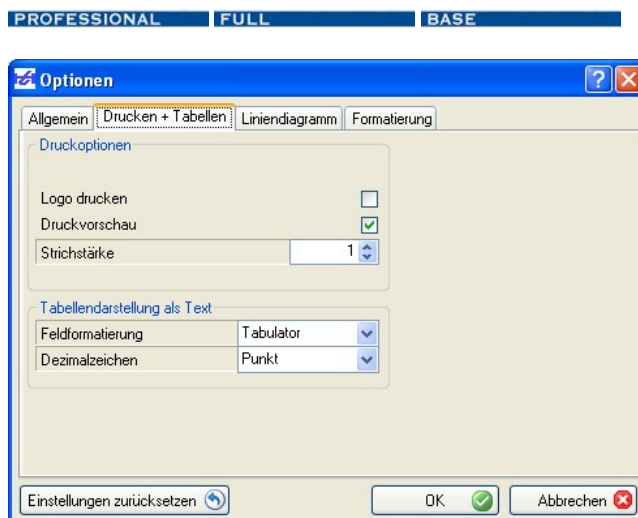 PROFESSIONAL FULL BASE
Optionen
Allgemein Drucken + Tabellen Liniendiagramm Formatierung
Druckoptionen
Logo drucken
Druckvorschau
Strichstärke 1
Tabellendarstellung als Text
Feldformatierung Tabulator
Dezimalzeichen Punkt
Einstellungen zurücksetzen OK Abbrechen